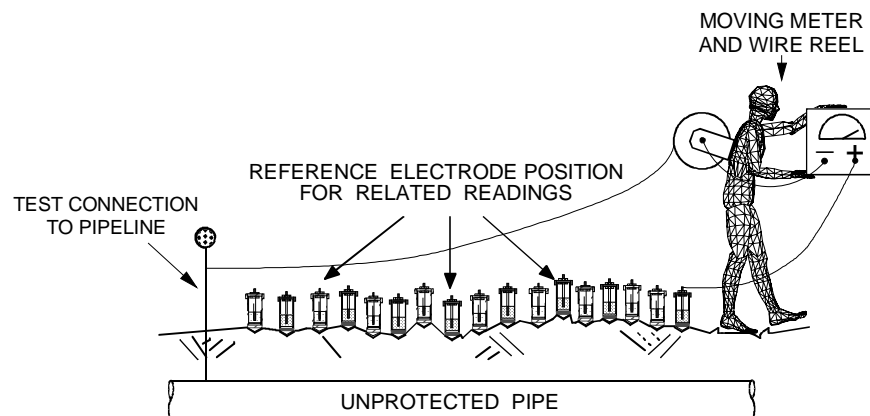 MOVING METER
AND WIRE REEL
REFERENCE ELECTRODE POSITION
FOR RELATED READINGS
TEST CONNECTION
TO PIPELINE
− +
UNPROTECTED PIPE